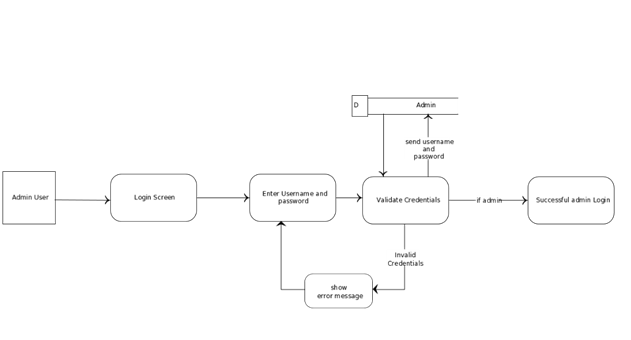 D
Admin
send username
and
password
Admin User
Login Screen
Enter Username and
password
Validate Credentials
if admin
Successful admin Login
Invalid
Credentials
show
error message